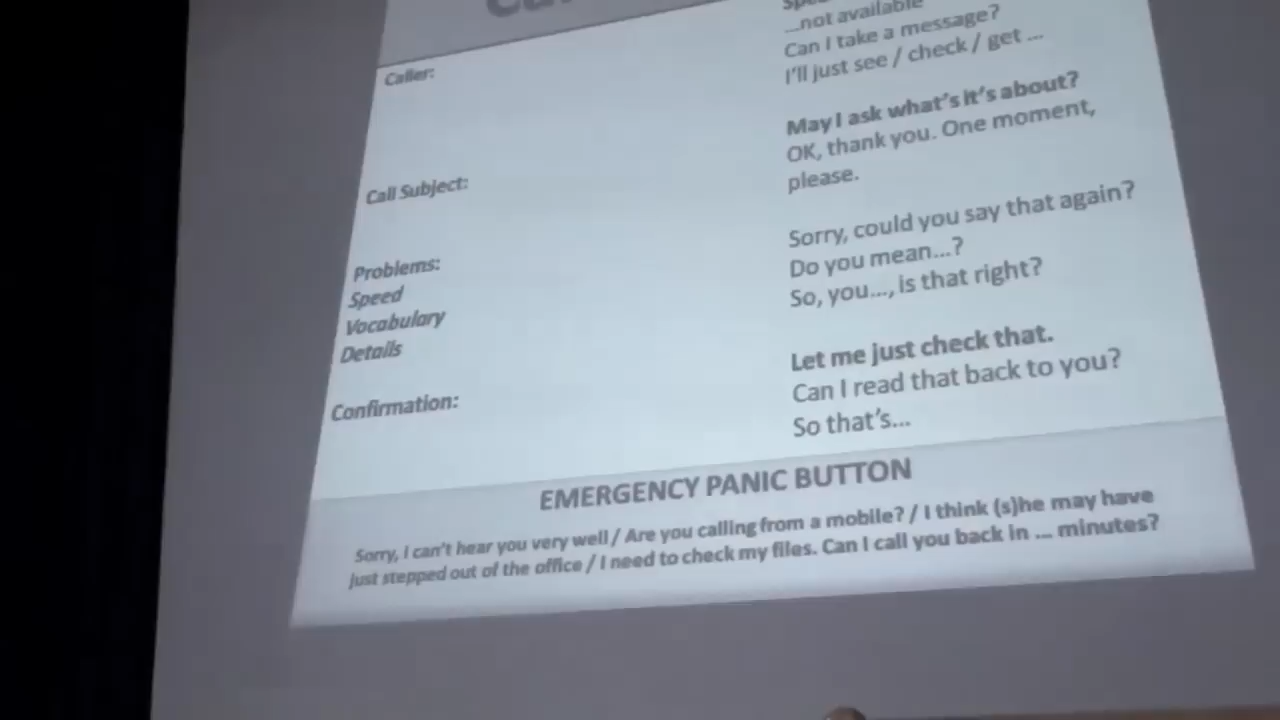 ...not available
Can I take a message?
Caller:
I'll just see / check / get ...
May I ask what's it's about?
OK, thank you. One moment,
please.
Call Subject:
Sorry, could you say that again?
Do you mean...?
So, you..., is that right?
Problems:
Speed
Vocabulary
Details
Let me just check that.
Can I read that back to you?
So that's...
Confirmation:
EMERGENCY PANIC BUTTON
Sorry, I can't hear you very well / Are you calling from a mobile? / I think (s)he may have
just stepped out of the office / I need to check my files. Can I call you back in ... minutes?